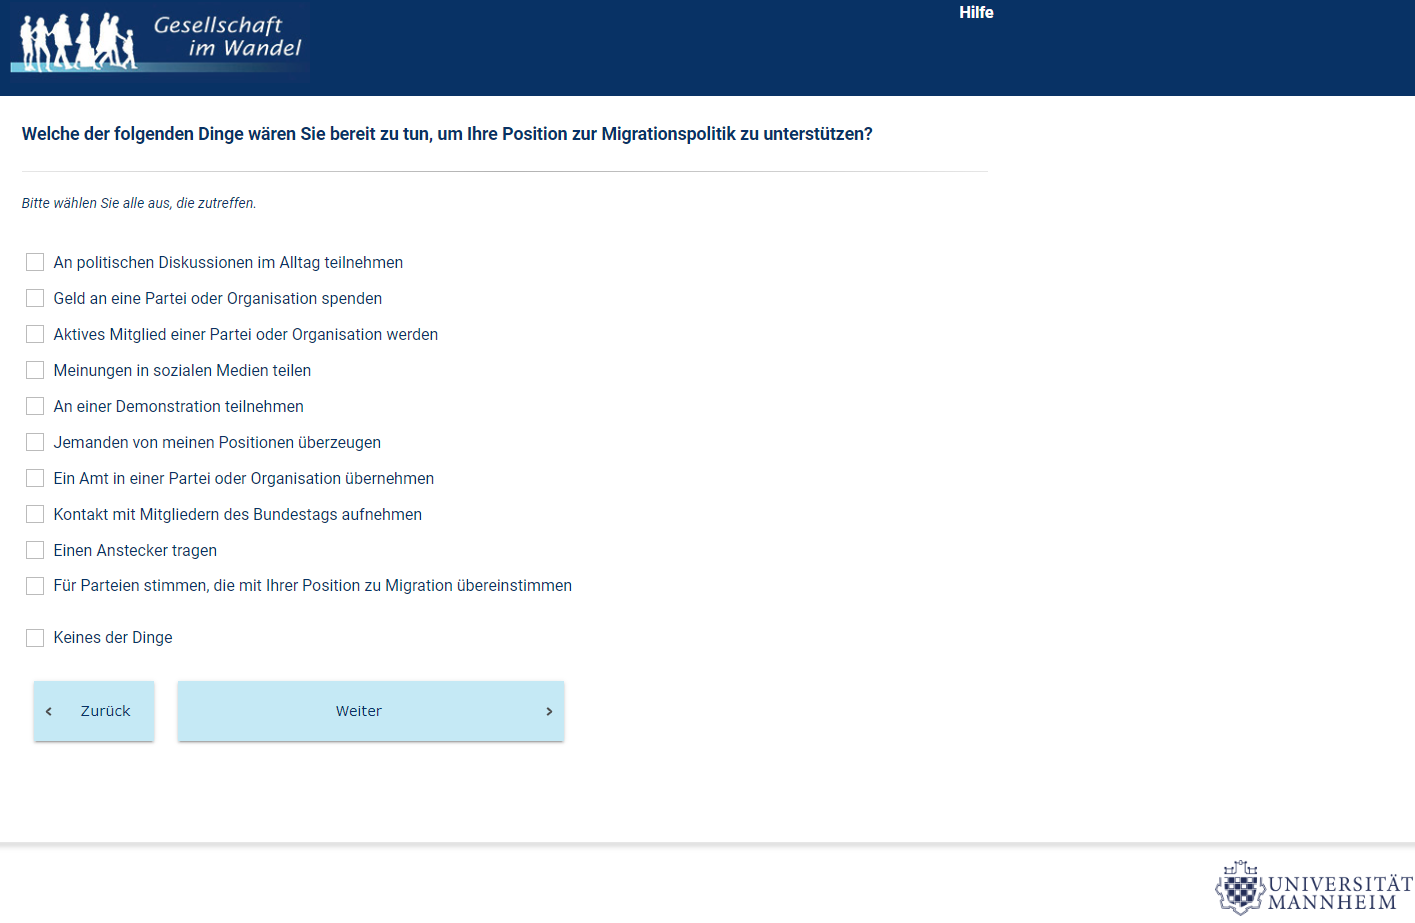 Gesellschaft
im Wandel
Hilfe
Welche der folgenden Dinge wären Sie bereit zu tun, um Ihre Position zur Migrationspolitik zu unterstützen?
Bitte wählen Sie alle aus, die zutreffen.
An politischen Diskussionen im Alltag teilnehmen
Geld an eine Partei oder Organisation spenden
Aktives Mitglied einer Partei oder Organisation werden
Meinungen in sozialen Medien teilen
An einer Demonstration teilnehmen
Jemanden von meinen Positionen überzeugen
Ein Amt in einer Partei oder Organisation übernehmen
Kontakt mit Mitgliedern des Bundestags aufnehmen
Einen Anstecker tragen
Für Parteien stimmen, die mit Ihrer Position zu Migration übereinstimmen
Keines der Dinge
Zurück
Weiter
UNIVERSITÄT
MANNHEIM